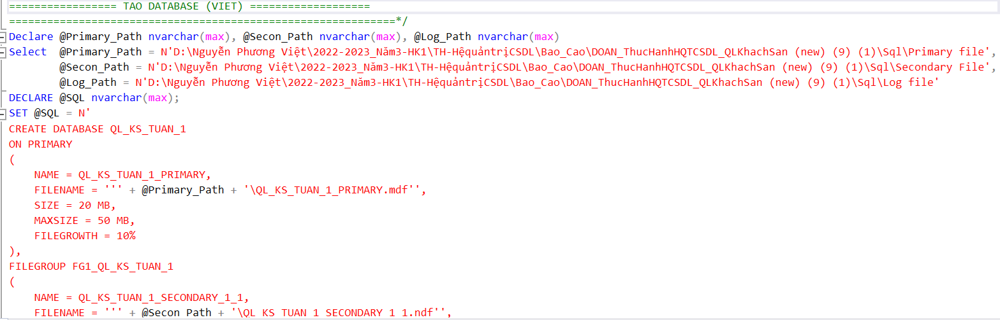 ================= TAO DATABASE (VIET) ===================
================================================================*/
Declare @Primary_Path nvarchar(max), @Secon_Path nvarchar(max), @Log_Path nvarchar(max)
Select  @Primary_Path = N'D:\Nguyễn Phương Việt\2022-2023_Năm3-HK1\TH-HệquảntrịCSDL\Bao_Cao\DOAN_ThucHanhHQTCSDL_QLKhachSan (new) (9) (1)\Sql\Primary file',
        @Secon_Path = N'D:\Nguyễn Phương Việt\2022-2023_Năm3-HK1\TH-HệquảntrịCSDL\Bao_Cao\DOAN_ThucHanhHQTCSDL_QLKhachSan (new) (9) (1)\Sql\Secondary File',
        @Log_Path = N'D:\Nguyễn Phương Việt\2022-2023_Năm3-HK1\TH-HệquảntrịCSDL\Bao_Cao\DOAN_ThucHanhHQTCSDL_QLKhachSan (new) (9) (1)\Sql\Log file'
DECLARE @SQL nvarchar(max);
SET @SQL = N'
CREATE DATABASE QL_KS_TUAN_1
ON PRIMARY
(
    NAME = QL_KS_TUAN_1_PRIMARY,
    FILENAME = ''' + @Primary_Path + '\QL_KS_TUAN_1_PRIMARY.mdf'',
    SIZE = 20 MB,
    MAXSIZE = 50 MB,
    FILEGROWTH = 10%
),
FILEGROUP FG1_QL_KS_TUAN_1
(
    NAME = QL_KS_TUAN_1_SECONDARY_1_1,
    FILENAME = ''' + @Secon_Path + '\QL_KS_TUAN_1_SECONDARY_1_1.ndf'',